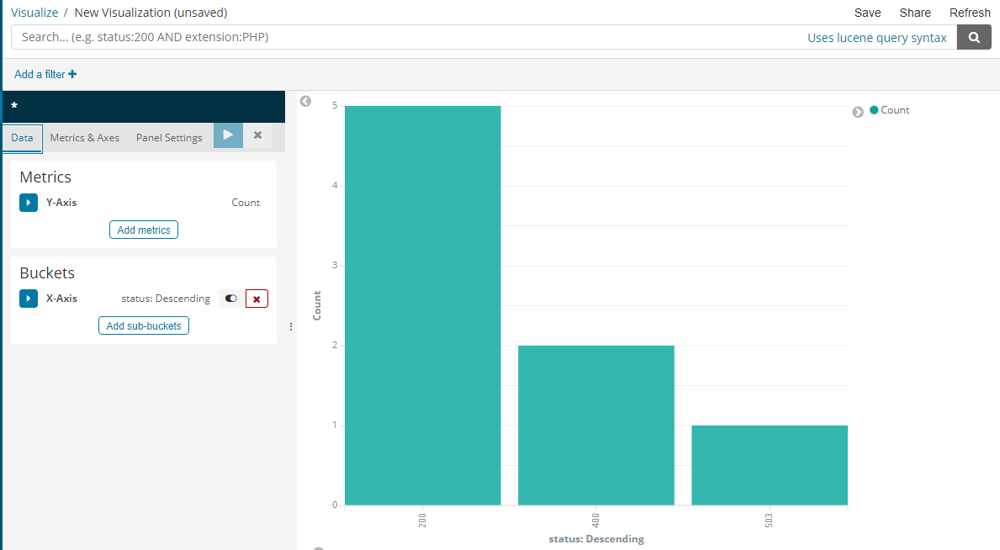 Visualize / New Visualization (unsaved)
Save Share Refresh
Search... (e.g. status:200 AND extension:PHP)
Uses lucene query syntax
Add a filter +
*
Data Metrics & Axes Panel Settings
Metrics
Y-Axis Count
Add metrics
Buckets
X-Axis status: Descending
Add sub-buckets
5
4
3
2
1
0
Count
200
400
503
status: Descending
Count